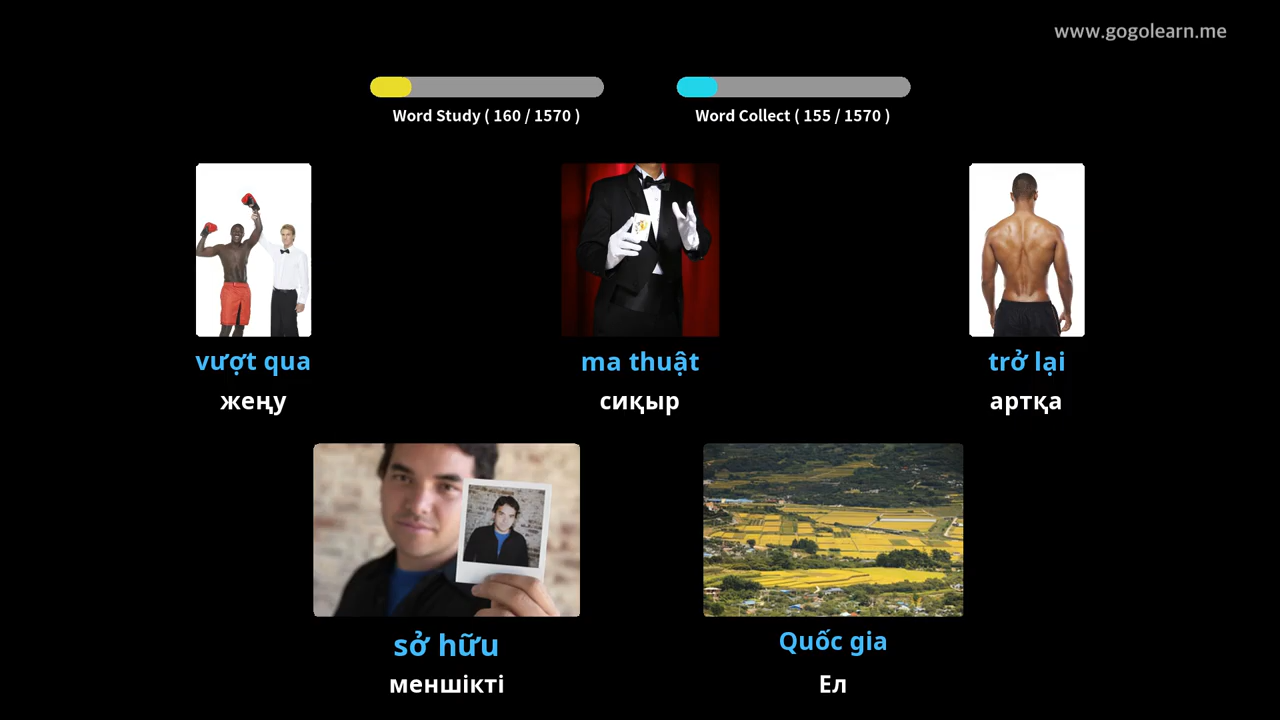 www.gogolearn.me
Word Study ( 160 / 1570 )
Word Collect ( 155 / 1570 )
vượt qua
жеңу
ma thuật
сиқыр
trở lại
артқа
sở hữu
меншікті
Quốc gia
Ел